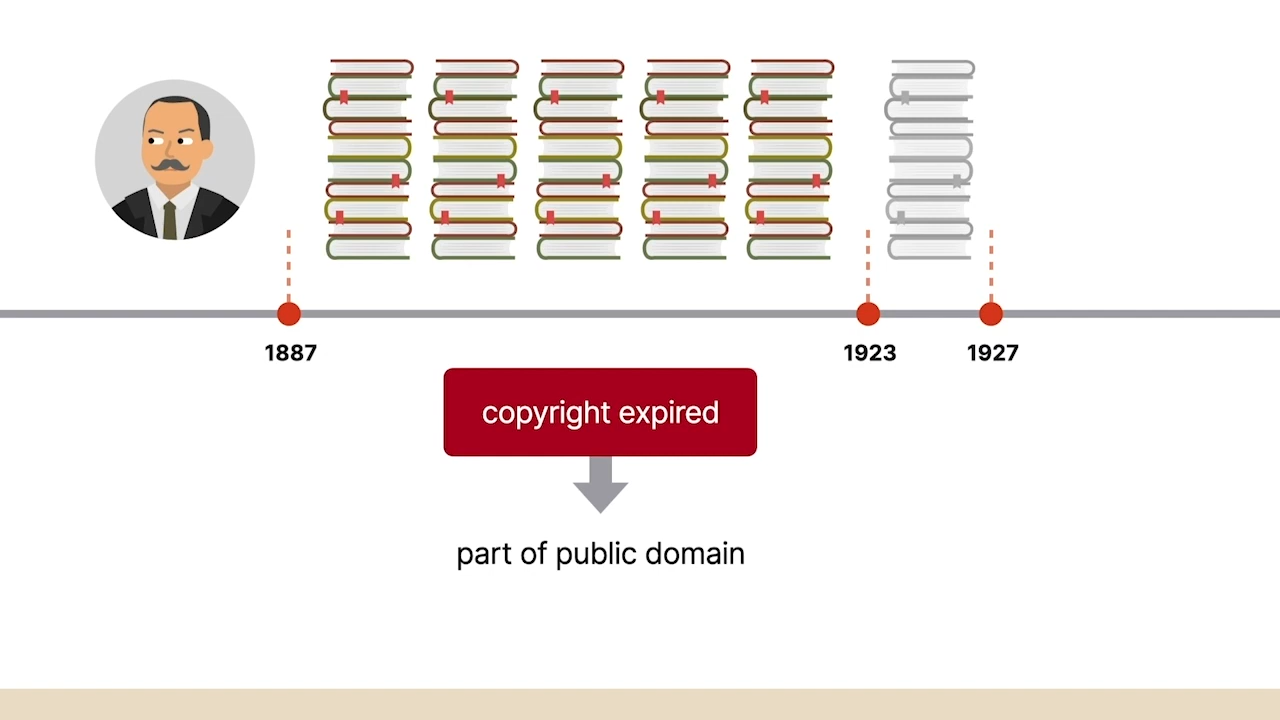 1887
1923
1927
copyright expired
part of public domain